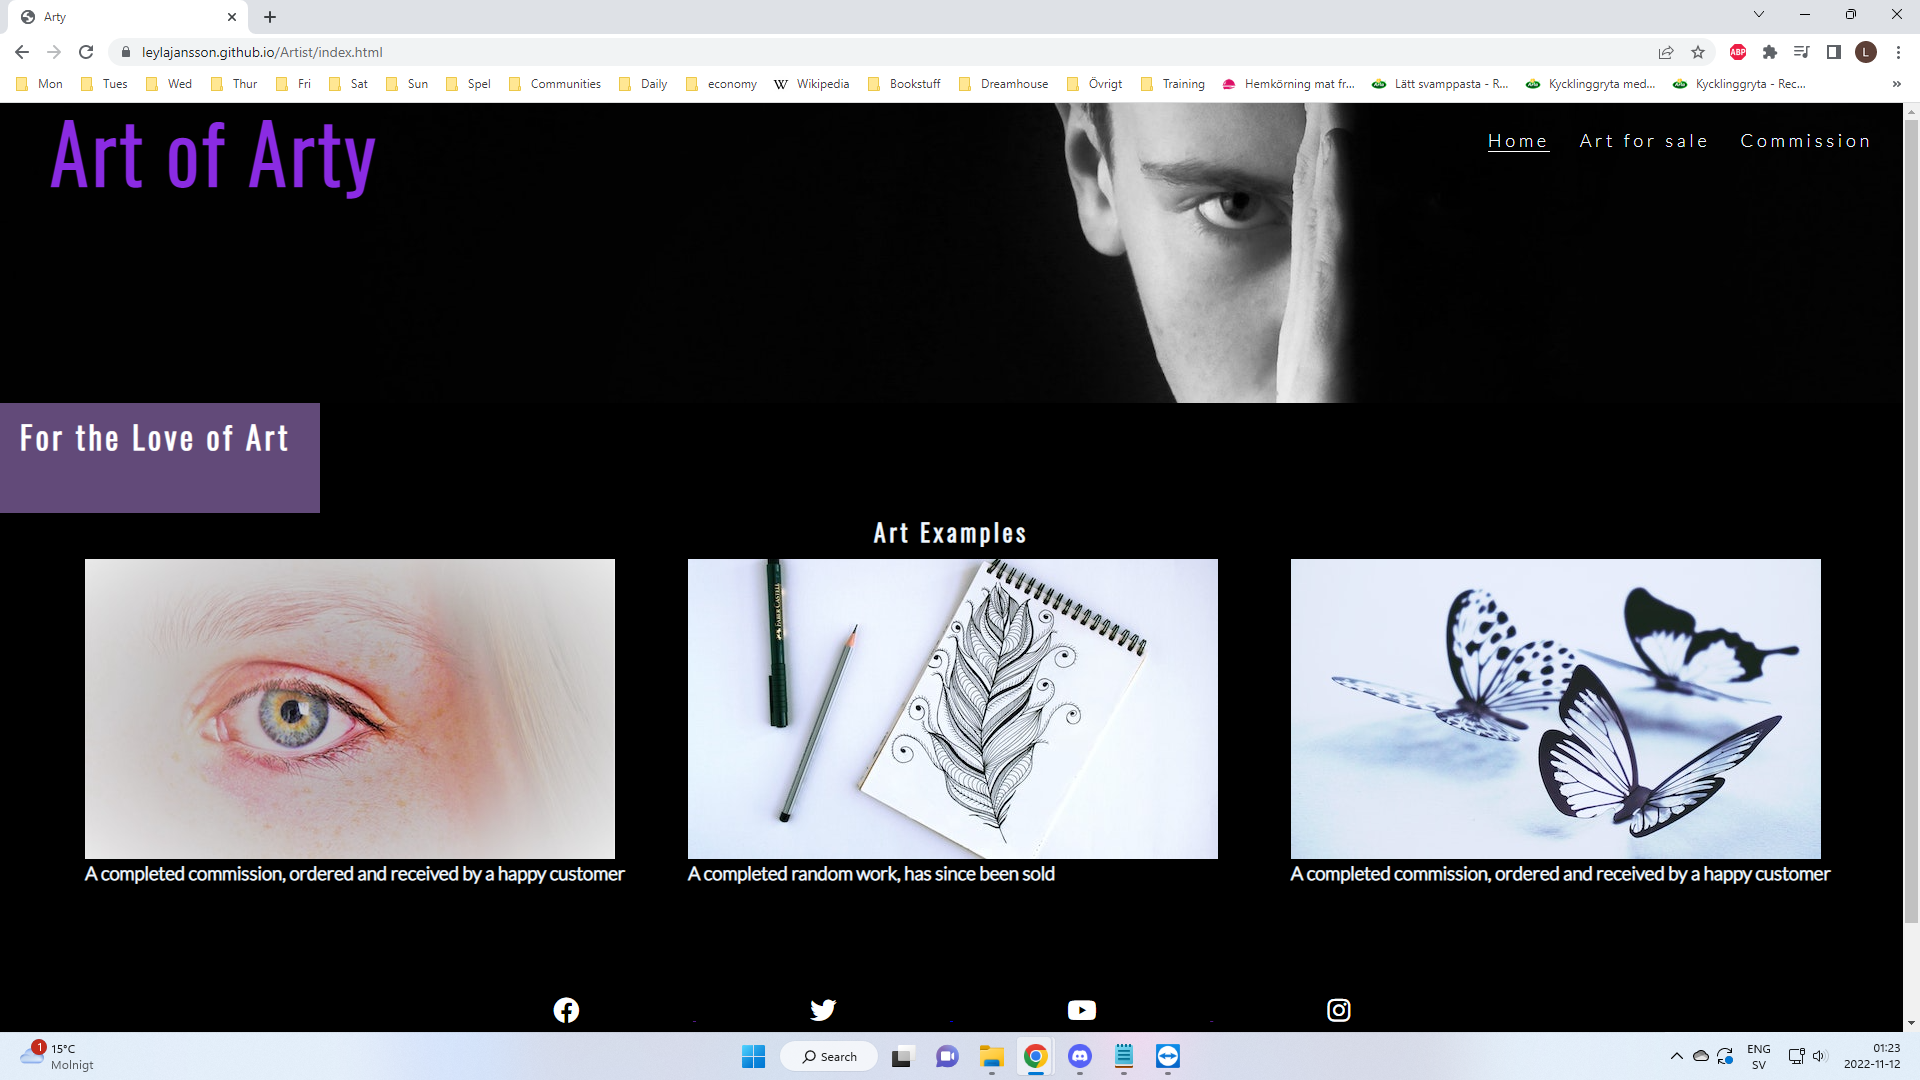 Arty
leylajansson.github.io/Artist/index.html
ABP
L
Mon Tues Wed Thur Fri Sat Sun Spel Communities Daily economy W Wikipedia Bookstuff Dreamhouse Övrigt Training Hemkörning mat fr... Lätt svamppasta - R... Kycklinggryta med... Kycklinggryta - Rec... »
Art of Arty
Home Art for sale Commission
For the Love of Art
Art Examples
FABER-CASTELL
A completed commission, ordered and received by a happy customer
A completed random work, has since been sold
A completed commission, ordered and received by a happy customer
1
15°C
Molnigt
Search
ENG
SV
01:23
2022-11-12